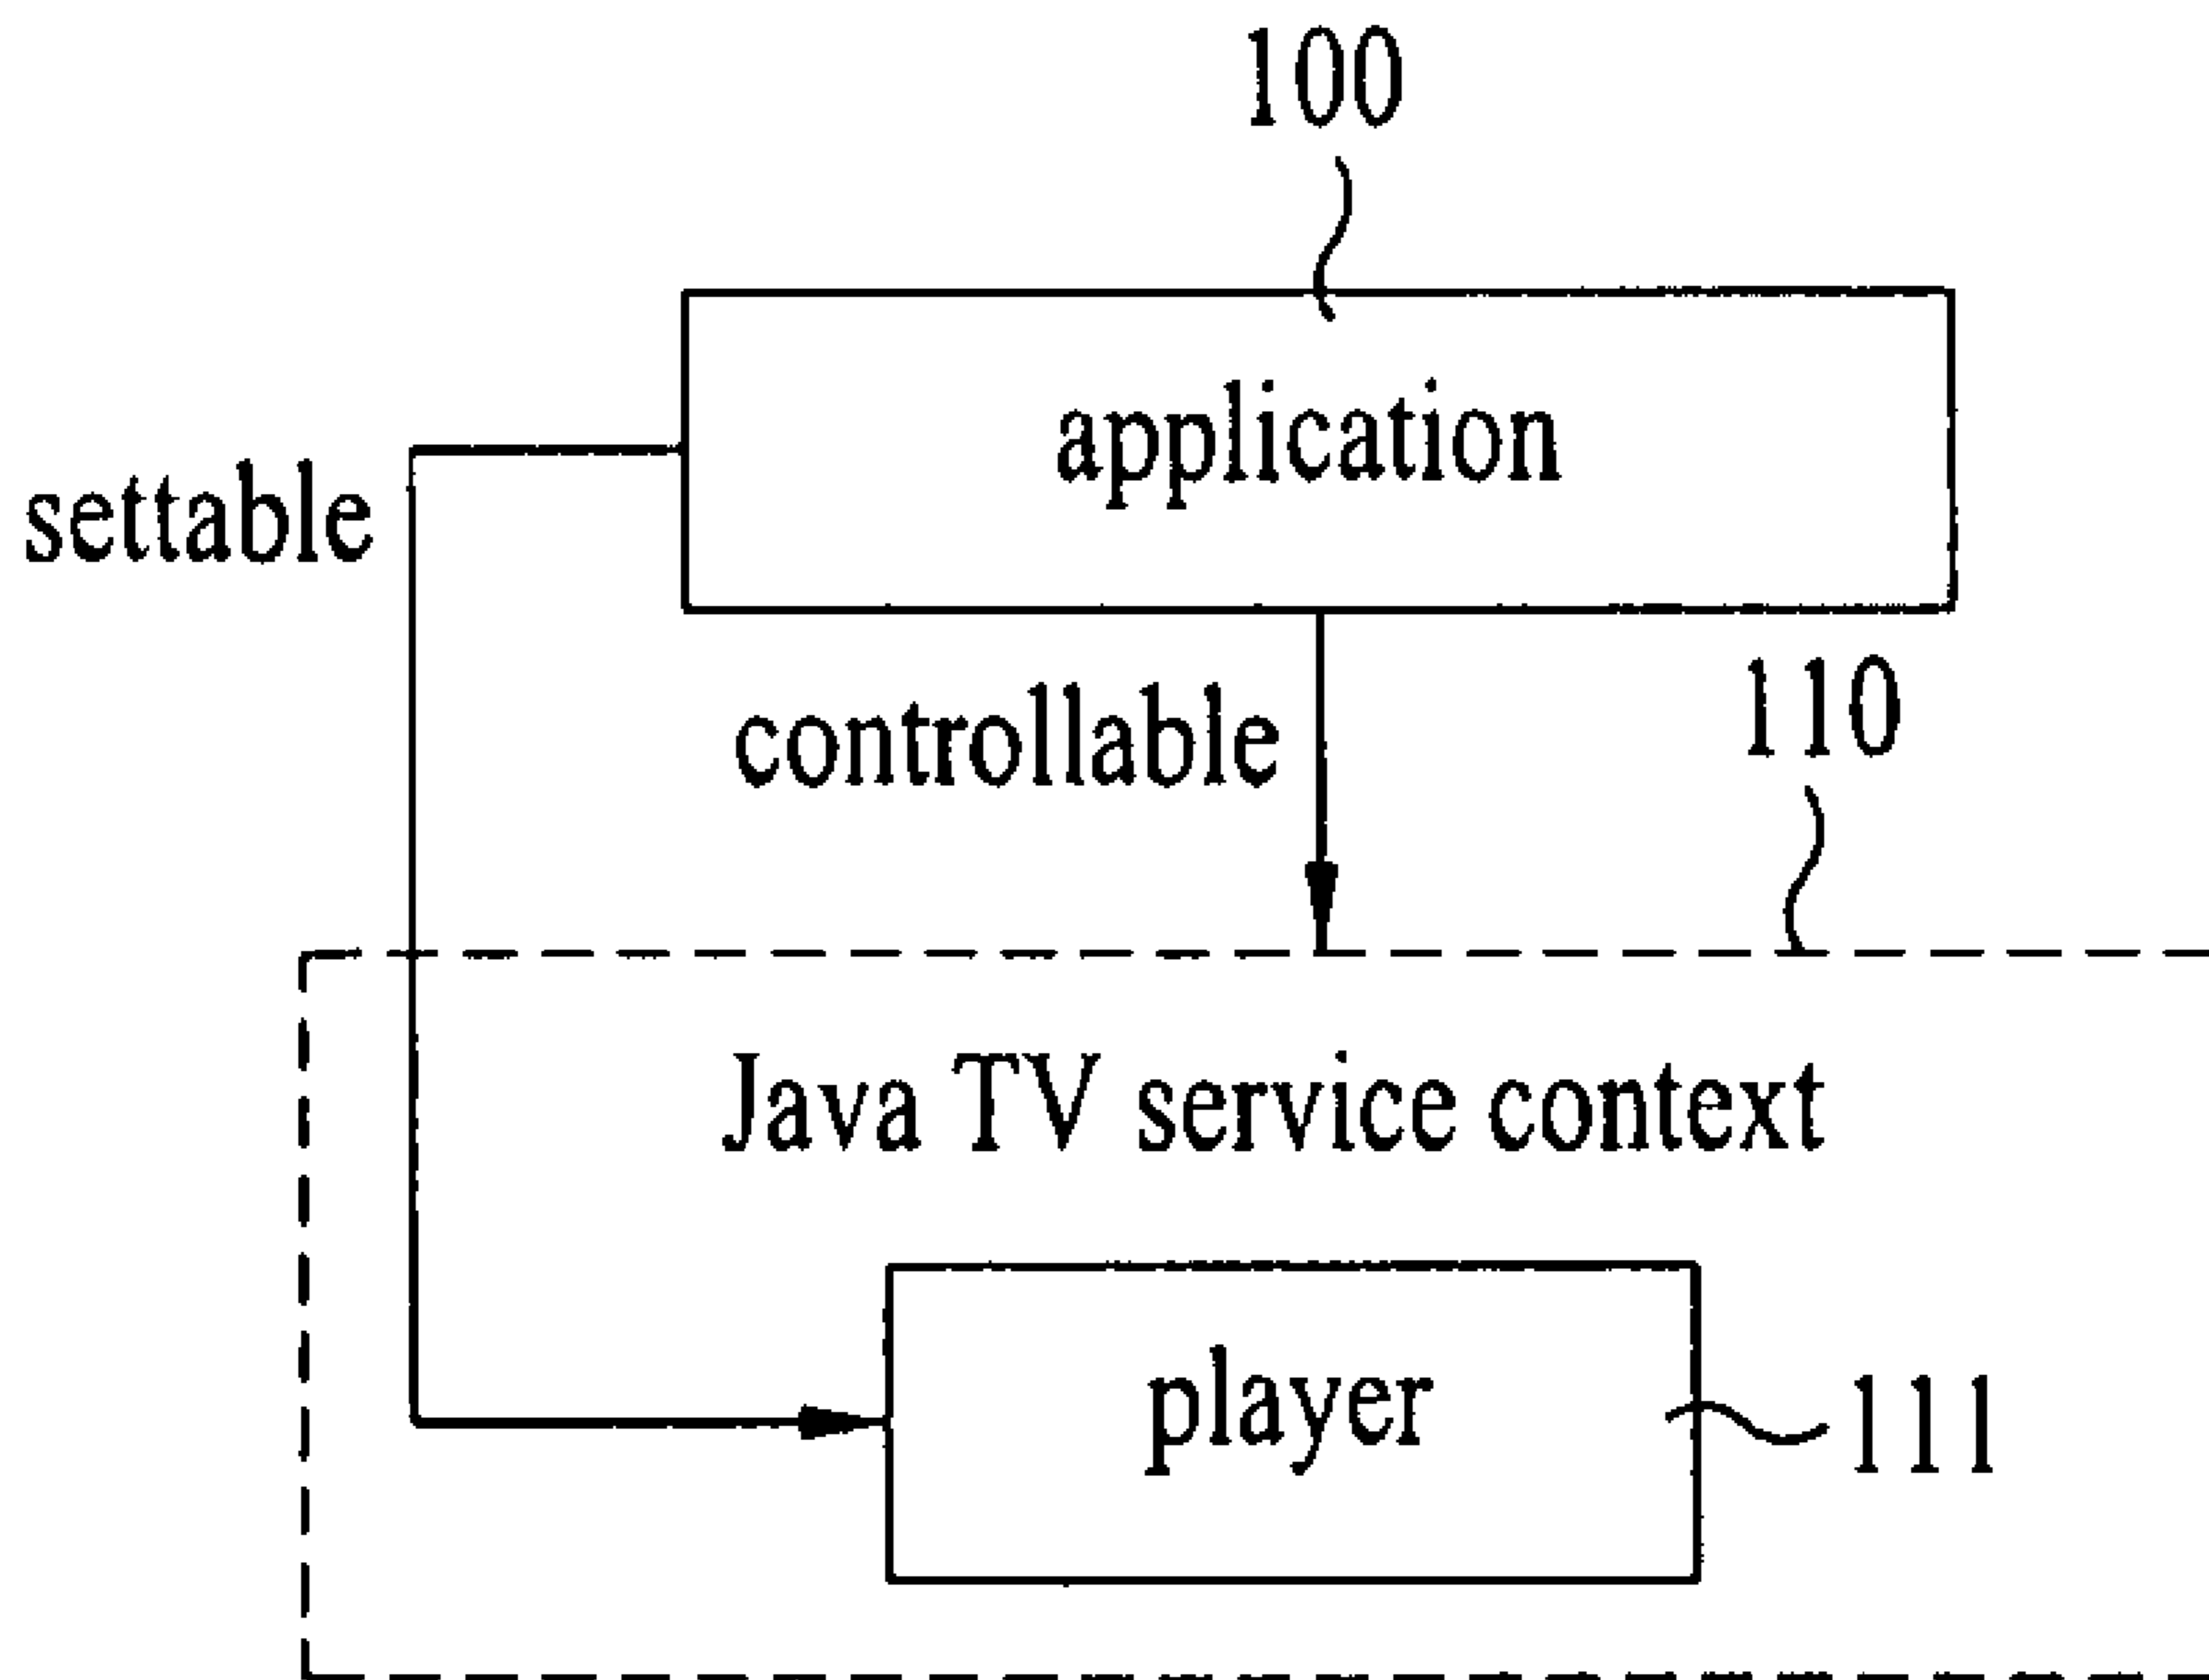 100
application
settable
controllable
110
Java TV service context
player
111